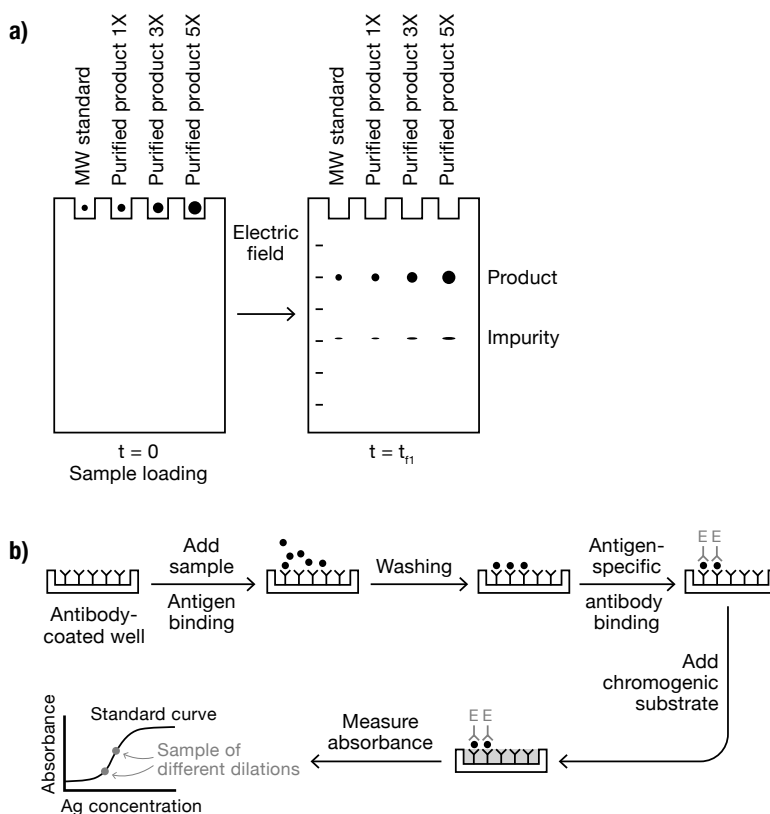 a)
MW standard
Purified product 1X
Purified product 3X
Purified product 5X
MW standard
Purified product 1X
Purified product 3X
Purified product 5X
Electric
field
Product
Impurity
t = 0
Sample loading
t = t_f1
b)
Add
sample
Antigen
binding
Washing
Antigen-
specific
antibody
binding
E E
Antibody-
coated well
Add
chromogenic
substrate
Measure
absorbance
E E
Absorbance
Standard curve
Sample of
different dilations
Ag concentration